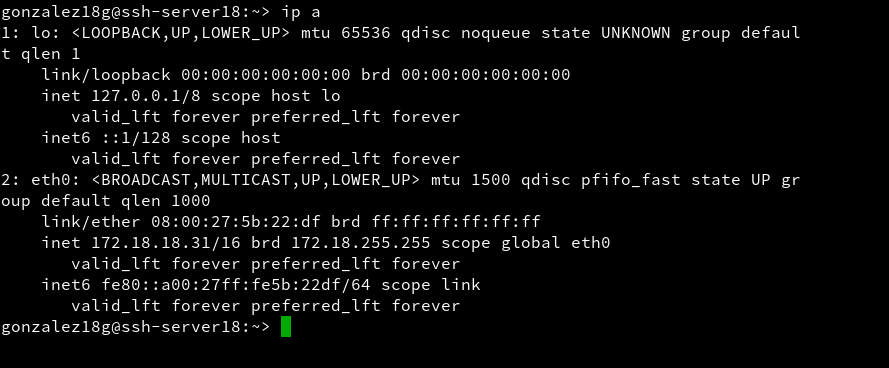 gonzalez18g@ssh-server18:~> ip a
1: lo: <LOOPBACK,UP,LOWER_UP> mtu 65536 qdisc noqueue state UNKNOWN group defaul
t qlen 1
    link/loopback 00:00:00:00:00:00 brd 00:00:00:00:00:00
    inet 127.0.0.1/8 scope host lo
       valid_lft forever preferred_lft forever
    inet6 ::1/128 scope host
       valid_lft forever preferred_lft forever
2: eth0: <BROADCAST,MULTICAST,UP,LOWER_UP> mtu 1500 qdisc pfifo_fast state UP gr
oup default qlen 1000
    link/ether 08:00:27:5b:22:df brd ff:ff:ff:ff:ff:ff
    inet 172.18.18.31/16 brd 172.18.255.255 scope global eth0
       valid_lft forever preferred_lft forever
    inet6 fe80::a00:27ff:fe5b:22df/64 scope link
       valid_lft forever preferred_lft forever
gonzalez18g@ssh-server18:~>